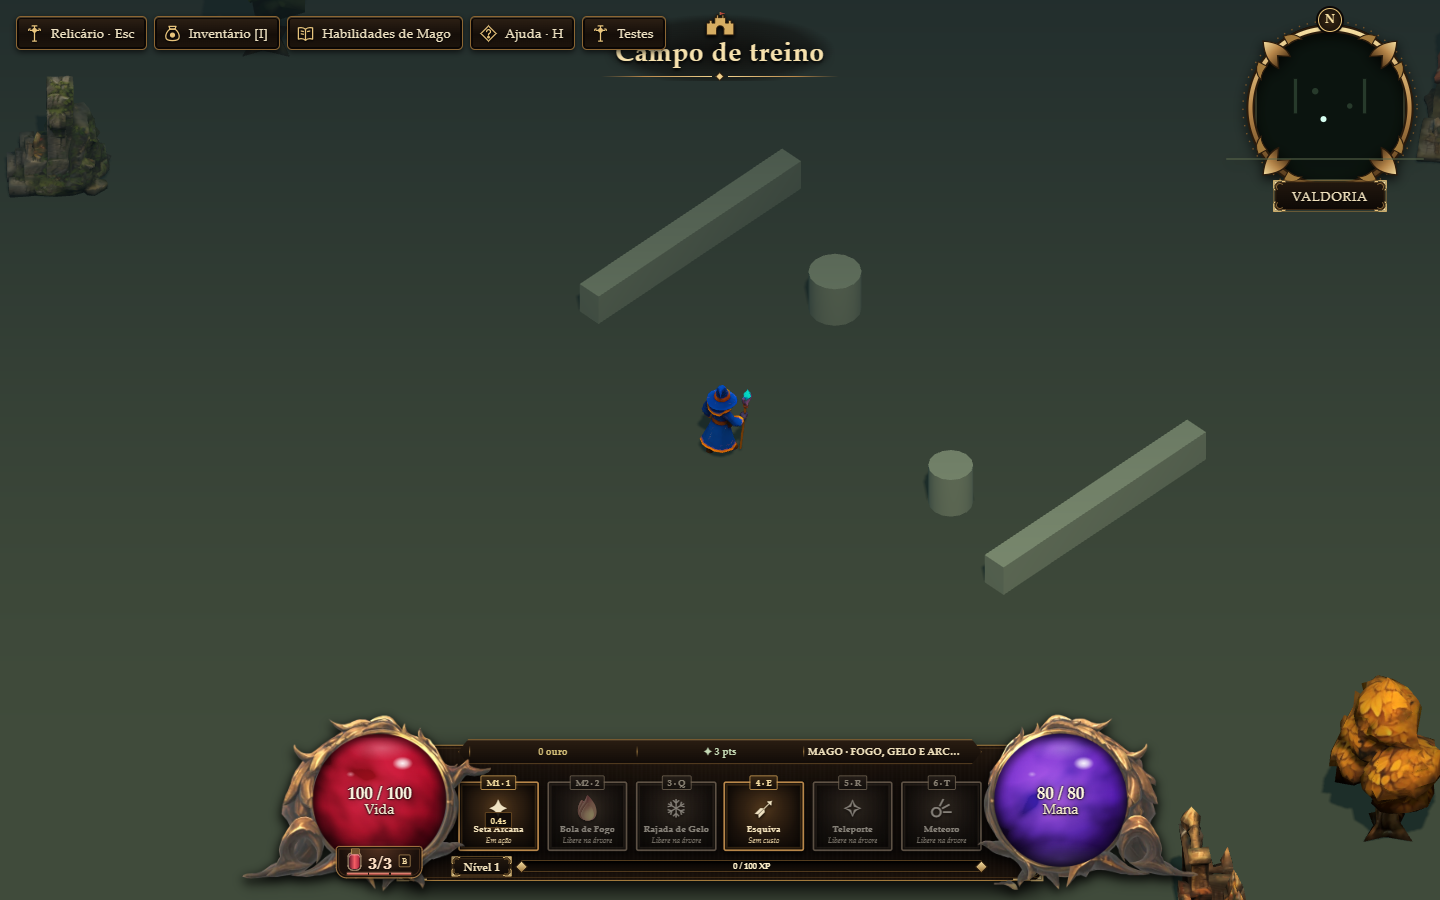 Relicário · Esc
Inventário [I]
Habilidades de Mago
Ajuda · H
Testes
Campo de treino
N
VALDORIA
0 ouro
3 pts
MAGO · FOGO, GELO E ARC...
100 / 100
Vida
80 / 80
Mana
M1 · 1
M2 · 2
3 · Q
4 · E
5 · R
6 · T
0.4s
Seta Arcana
Em ação
Bola de Fogo
Libere na árvore
Rajada de Gelo
Libere na árvore
Esquiva
Sem custo
Teleporte
Libere na árvore
Meteoro
Libere na árvore
3/3
B
Nível 1
0 / 100 XP